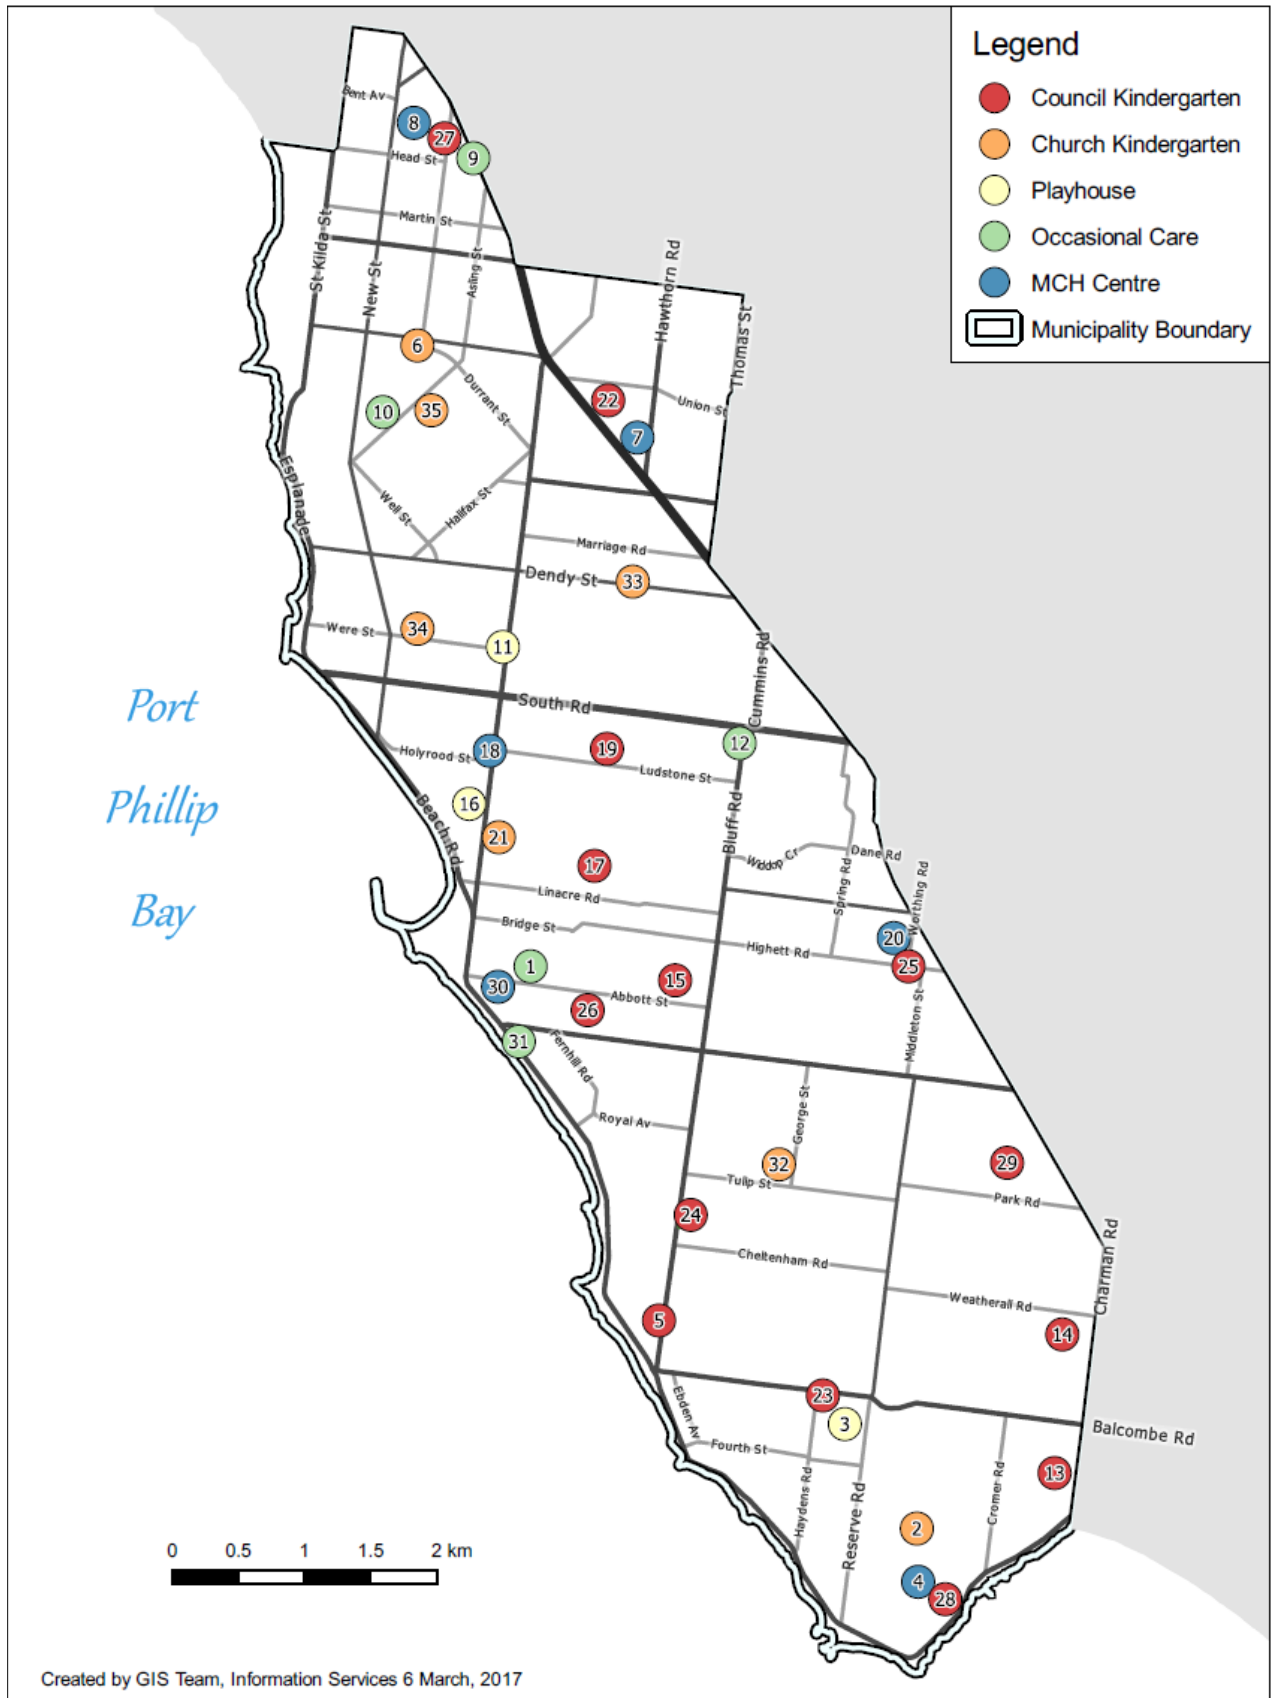 Legend
Council Kindergarten
Church Kindergarten
Playhouse
Occasional Care
MCH Centre
Municipality Boundary
Bent Av
8
27
9
Head St
Martin St
St Kilda St
New St
Asling St
Hawthorn Rd
Thomas St
6
Durrant St
22
Union St
10
35
7
Esplanade
Well St
Halifax St
Marriage Rd
Dendy St
33
Were St
34
11
Cummins Rd
Port
Phillip
Bay
South Rd
12
Holyrood St
18
19
Ludstone St
16
Beach Rd
21
Bluff Rd
Widdop Cr
Dane Rd
17
Spring Rd
Worthing Rd
Linacre Rd
Bridge St
Highett Rd
20
25
1
15
30
26
Abbott St
Middleton St
31
Fernhill Rd
Royal Av
George St
32
29
Tulip St
Park Rd
24
Cheltenham Rd
Charman Rd
Weatherall Rd
5
14
23
3
Ebden Av
Balcombe Rd
Fourth St
13
Haydens Rd
Reserve Rd
Cromer Rd
2
4
28
0 0.5 1 1.5 2 km
Created by GIS Team, Information Services 6 March, 2017